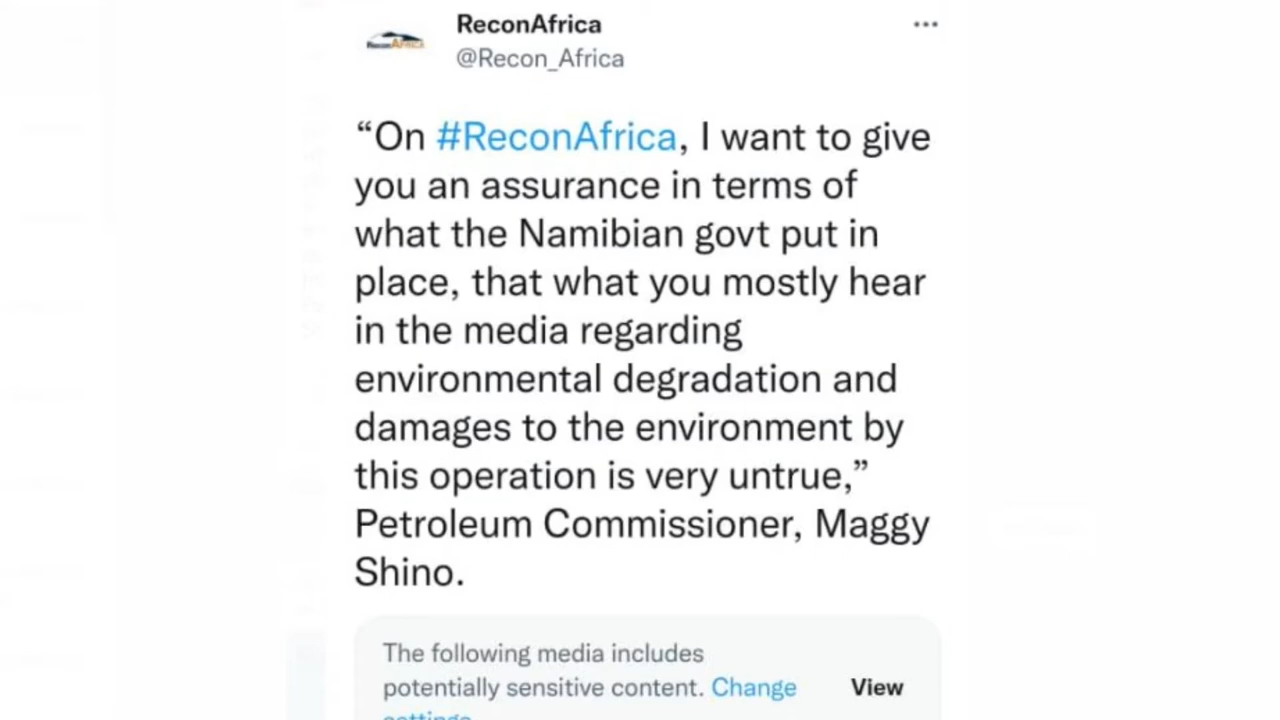 ReconAfrica
@Recon_Africa
“On #ReconAfrica, I want to give
you an assurance in terms of
what the Namibian govt put in
place, that what you mostly hear
in the media regarding
environmental degradation and
damages to the environment by
this operation is very untrue,”
Petroleum Commissioner, Maggy
Shino.
The following media includes
potentially sensitive content. Change
settings
View